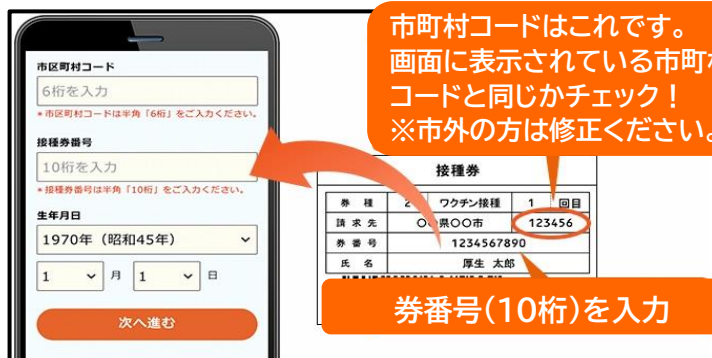 市区町村コード
6桁を入力
*市区町村コードは半角「6桁」をご入力ください。
接種券番号
10桁を入力
*接種券番号は半角「10桁」をご入力ください。
生年月日
1970年（昭和45年）
1 月 1 日
次へ進む
市町村コードはこれです。
画面に表示されている市町村
コードと同じかチェック！
※市外の方は修正ください。
接種券
券 種 2 ワクチン接種 1 回目
請 求 先 〇〇県〇〇市 123456
券 番 号 1234567890
氏 名 厚生 太郎
券番号(10桁)を入力